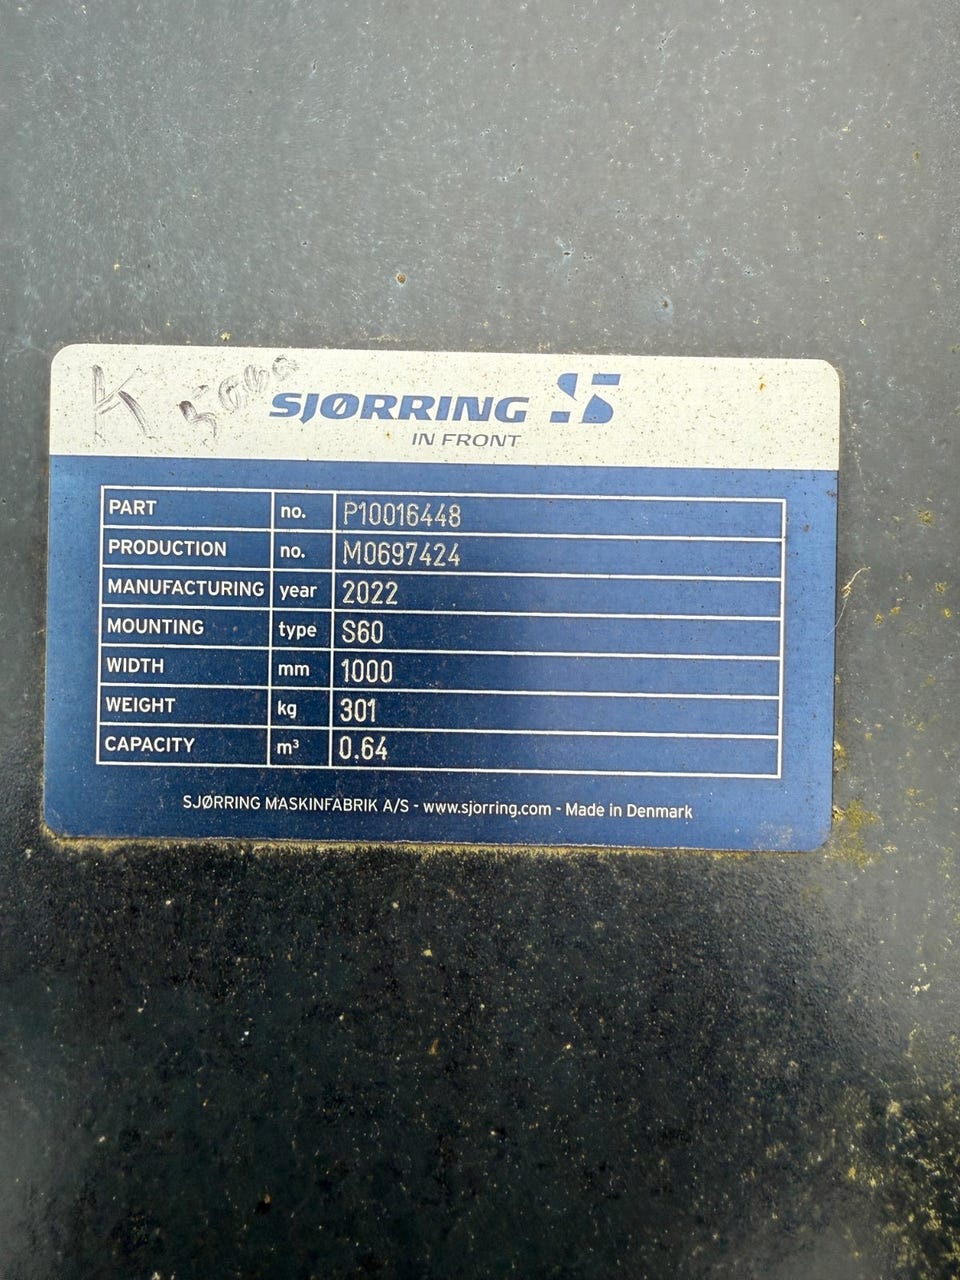 K 5000
SJØRRING
IN FRONT
PART no. P10016448
PRODUCTION no. M0697424
MANUFACTURING year 2022
MOUNTING type S60
WIDTH mm 1000
WEIGHT kg 301
CAPACITY m³ 0.64
SJØRRING MASKINFABRIK A/S - www.sjorring.com - Made in Denmark